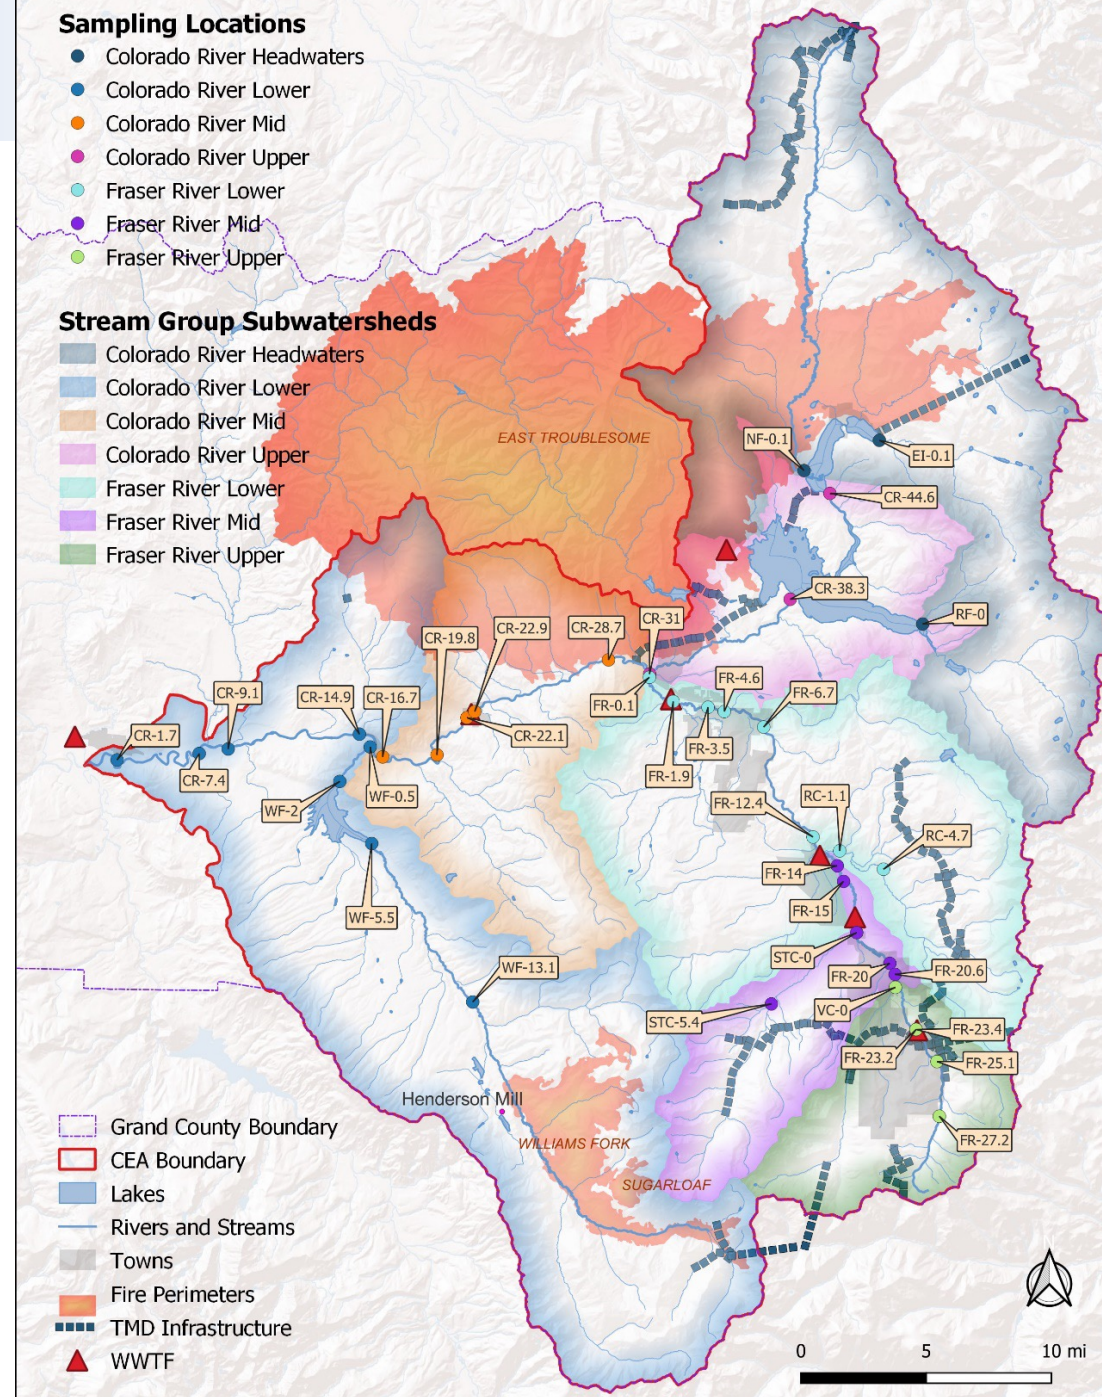 Sampling Locations
Colorado River Headwaters
Colorado River Lower
Colorado River Mid
Colorado River Upper
Fraser River Lower
Fraser River Mid
Fraser River Upper
Stream Group Subwatersheds
Colorado River Headwaters
Colorado River Lower
Colorado River Mid
Colorado River Upper
Fraser River Lower
Fraser River Mid
Fraser River Upper
EAST TROUBLESOME
NF-0.1
EI-0.1
CR-44.6
CR-38.3
RF-0
CR-31
CR-28.7
CR-22.9
CR-19.8
CR-22.1
CR-16.7
CR-14.9
CR-9.1
CR-1.7
CR-7.4
WF-2
WF-0.5
WF-5.5
WF-13.1
FR-0.1
FR-4.6
FR-6.7
FR-3.5
FR-1.9
FR-12.4
RC-1.1
RC-4.7
FR-14
FR-15
STC-0
FR-20
FR-20.6
VC-0
STC-5.4
FR-23.4
FR-23.2
FR-25.1
FR-27.2
Henderson Mill
WILLIAMS FORK
SUGARLOAF
Grand County Boundary
CEA Boundary
Lakes
Rivers and Streams
Towns
Fire Perimeters
TMD Infrastructure
WWTF
N
0 5 10 mi